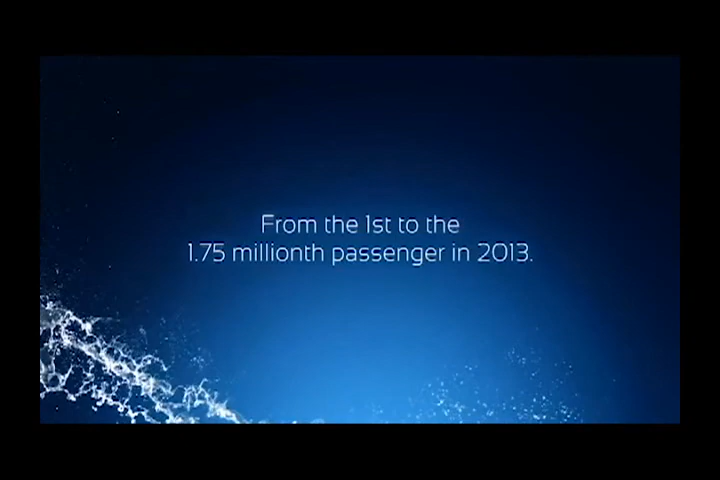 From the 1st to the
1.75 millionth passenger in 2013.